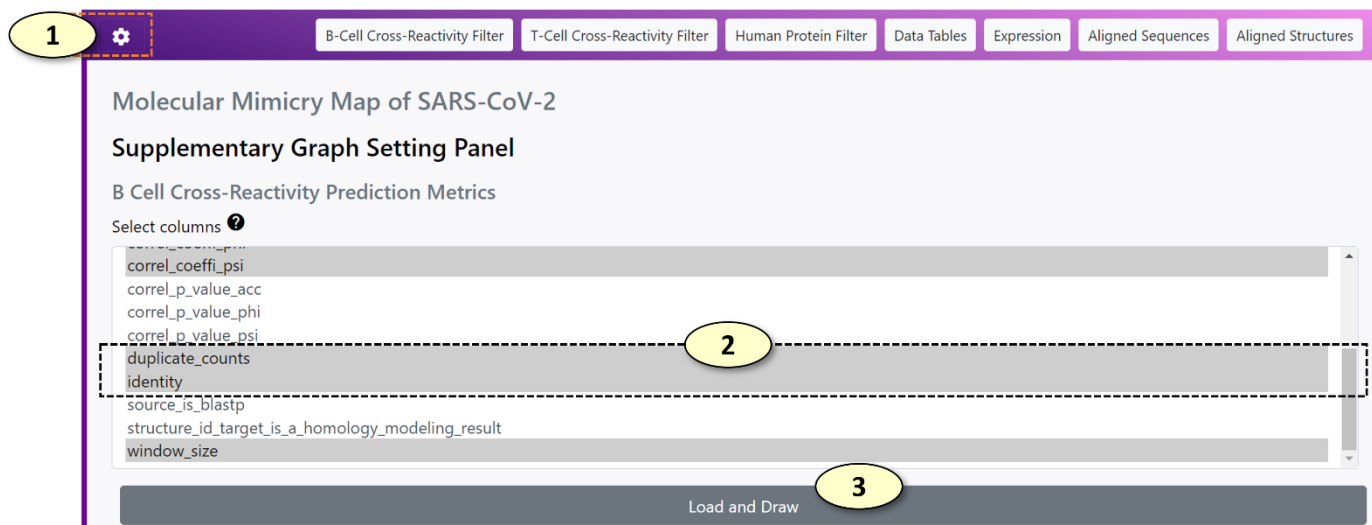 1
B-Cell Cross-Reactivity Filter
T-Cell Cross-Reactivity Filter
Human Protein Filter
Data Tables
Expression
Aligned Sequences
Aligned Structures
Molecular Mimicry Map of SARS-CoV-2
Supplementary Graph Setting Panel
B Cell Cross-Reactivity Prediction Metrics
Select columns ?
correl_coeffi_psi
correl_p_value_acc
correl_p_value_phi
correl_p_value_psi
2
duplicate_counts
identity
source_is_blastp
structure_id_target_is_a_homology_modeling_result
window_size
3
Load and Draw